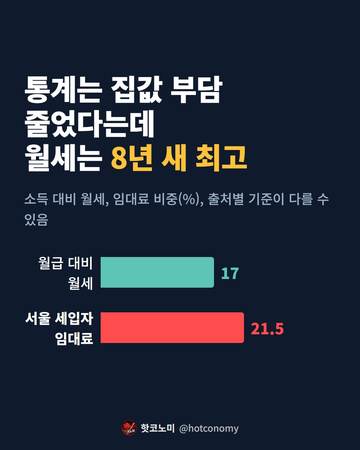 통계는 집값 부담
줄었다는데
월세는 8년 새 최고
소득 대비 월세, 임대료 비중(%), 출처별 기준이 다를 수
있음
월급 대비
월세
17
서울 세입자
임대료
21.5
핫코노미 @hotconomy